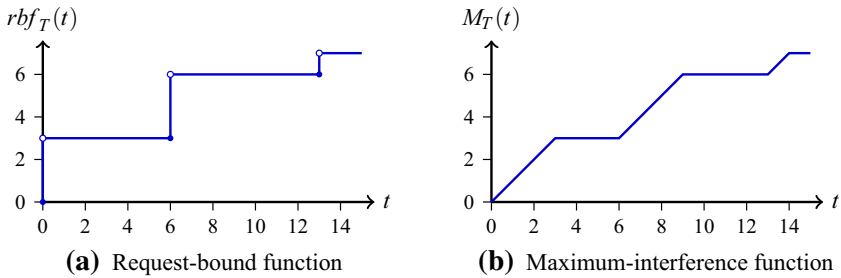 rbf_T(t)
6
4
2
0
0 2 4 6 8 10 12 14 t
(a) Request-bound function
M_T(t)
6
4
2
0
0 2 4 6 8 10 12 14 t
(b) Maximum-interference function